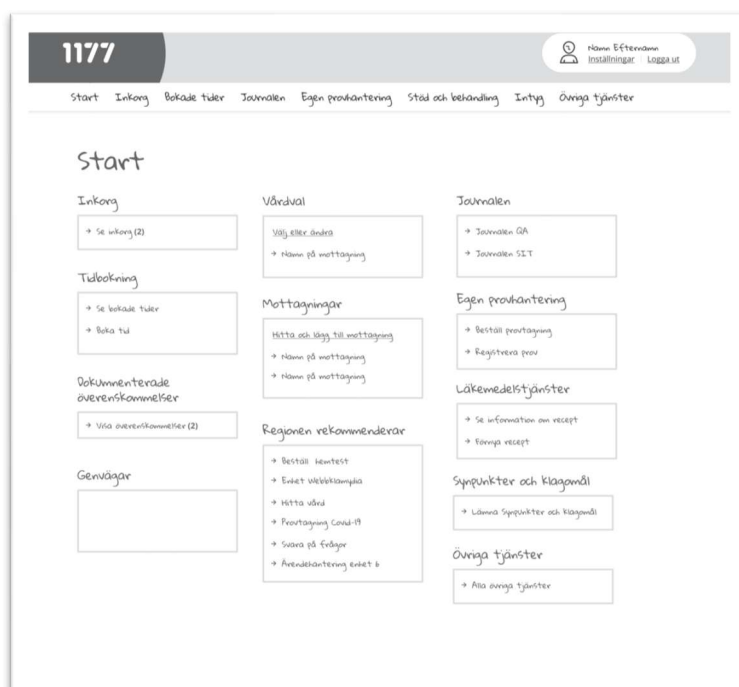 1177
Namn Efternamn
Inställningar | Logga ut
Start Inkorg Bokade tider Journalen Egen provhantering Stöd och behandling Intyg Övriga tjänster
Start
Inkorg
→ Se inkorg (2)
Tidbokning
→ Se bokade tider
→ Boka tid
Dokumnenterade
överenskommelser
→ Visa överenskommelser (2)
Genvägar
Vårdval
Välj eller ändra
→ Namn på mottagning
Mottagningar
Hitta och lägg till mottagning
→ Namn på mottagning
→ Namn på mottagning
Regionen rekommenderar
→ Beställ hemtest
→ Enhet Webbklamydia
→ Hitta vård
→ Provtagning Covid-19
→ Svara på frågor
→ Ärendehantering enhet 6
Journalen
→ Journalen QA
→ Journalen SIT
Egen provhantering
→ Beställ provtagning
→ Registrera prov
Läkemedelstjänster
→ Se information om recept
→ Förnya recept
Synpunkter och klagomål
→ Lämna Synpunkter och klagomål
Övriga tjänster
→ Alla övriga tjänster